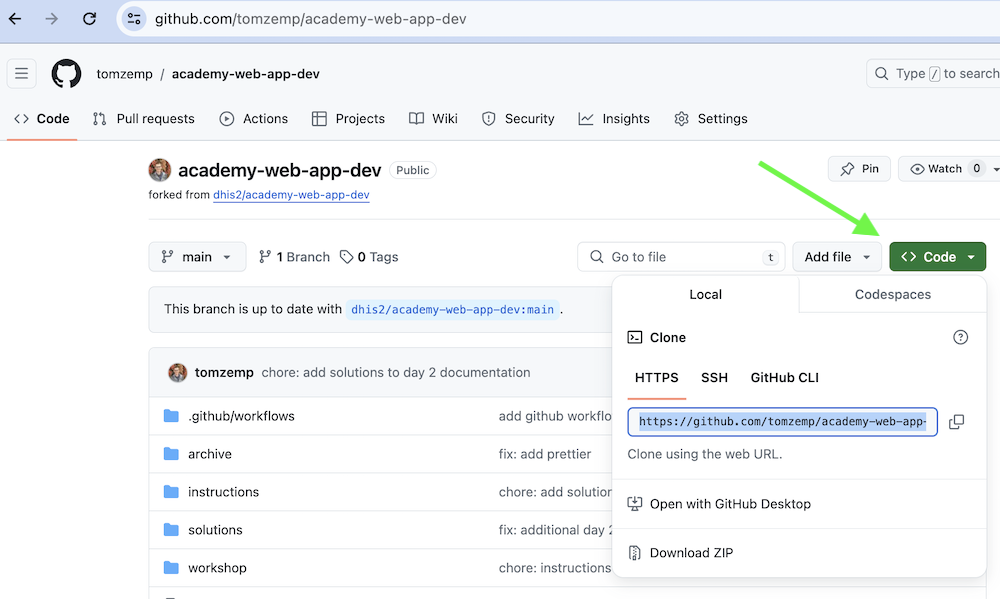 github.com/tomzemp/academy-web-app-dev
tomzemp / academy-web-app-dev
Type / to search
Code Pull requests Actions Projects Wiki Security Insights Settings
academy-web-app-dev Public
Pin
Watch 0
forked from dhis2/academy-web-app-dev
main
1 Branch
0 Tags
Go to file t
Add file
Code
Local Codespaces
This branch is up to date with dhis2/academy-web-app-dev:main .
Clone
HTTPS SSH GitHub CLI
https://github.com/tomzemp/academy-web-app-
Clone using the web URL.
Open with GitHub Desktop
Download ZIP
tomzemp chore: add solutions to day 2 documentation
.github/workflows add github workflo
archive fix: add prettier
instructions chore: add solution
solutions fix: additional day 2
workshop chore: instructions